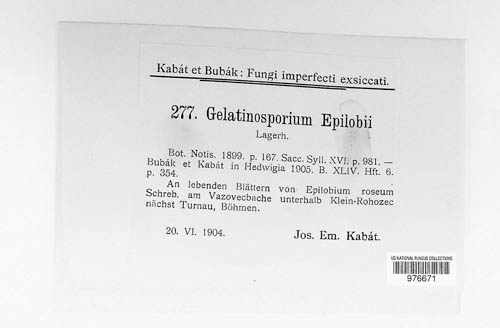 Kabát et Bubák: Fungi imperfecti exsiccati.
277. Gelatinosporium Epilobii
Lagerh.
Bot. Notis. 1899. p. 167. Sacc. Syll. XVI. p. 981. —
Bubák et Kabát in Hedwigia 1905. B. XLIV. Hft. 6.
p. 354.
An lebenden Blättern von Epilobium roseum
Schreb. am Vazovecbache unterhalb Klein-Rohozec
nächst Turnau, Böhmen.
20. VI. 1904. Jos. Em. Kabát.
US NATIONAL FUNGUS COLLECTIONS
976671